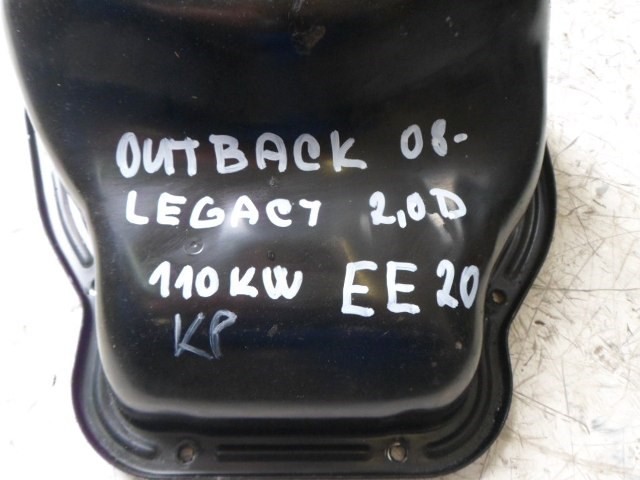 OUTBACK 08-
LEGACY 2,0D
110KW EE20
KP